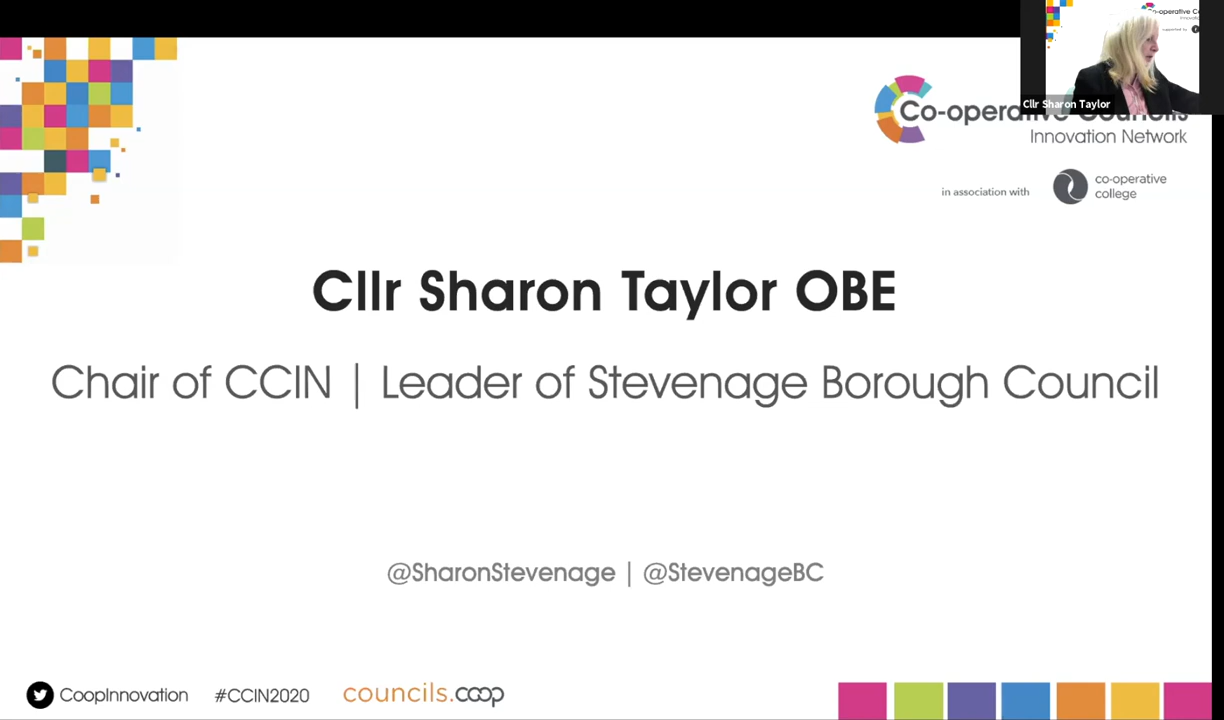 Co-operative Councils
Innovation Network
Cllr Sharon Taylor
in association with
co-operative
college
Cllr Sharon Taylor OBE
Chair of CCIN | Leader of Stevenage Borough Council
@SharonStevenage | @StevenageBC
CoopInnovation #CCIN2020 councils.coop